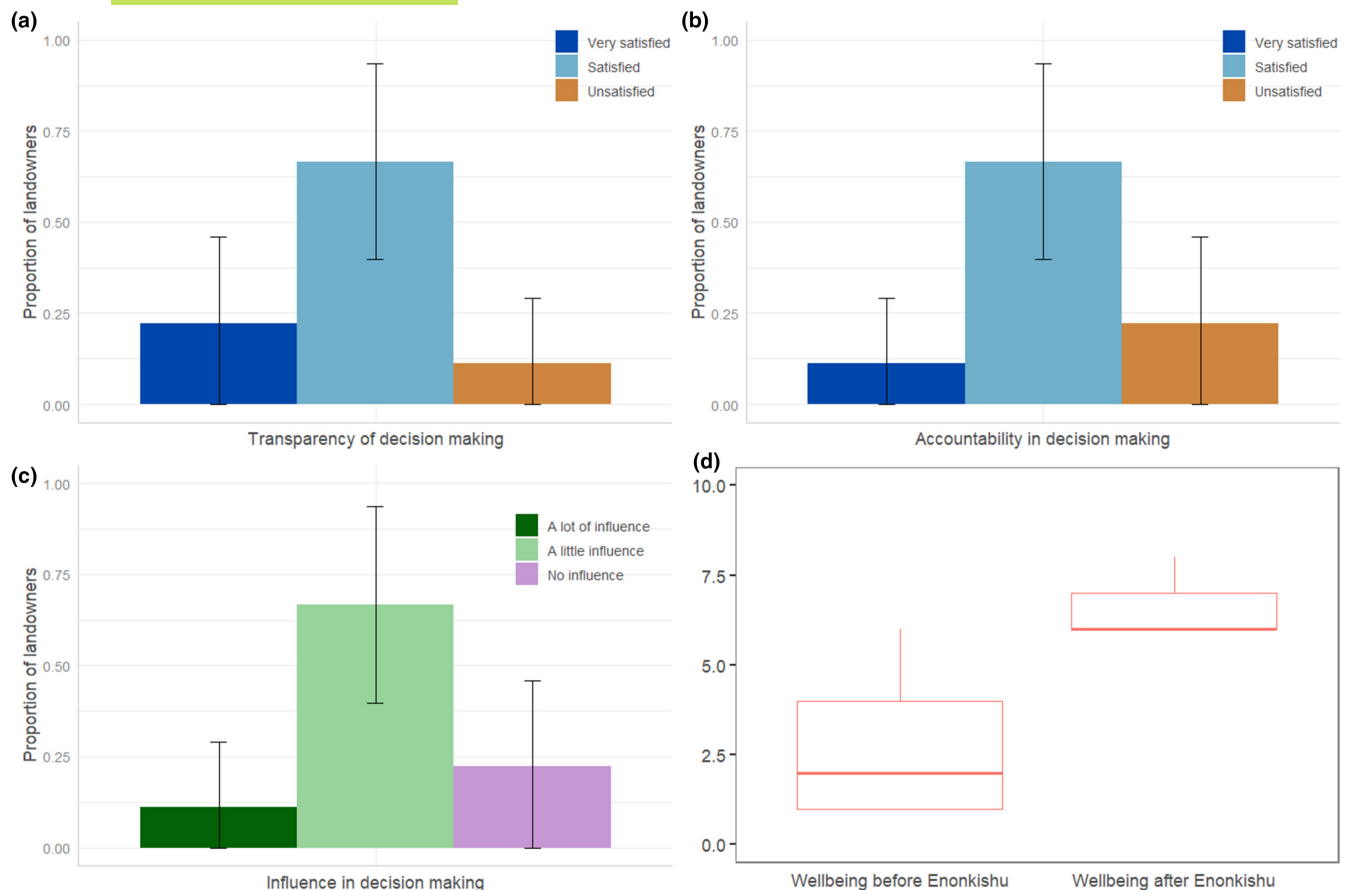 (a)
1.00
0.75
0.50
0.25
0.00
Proportion of landowners
Very satisfied
Satisfied
Unsatisfied
Transparency of decision making
(b)
1.00
0.75
0.50
0.25
0.00
Proportion of landowners
Very satisfied
Satisfied
Unsatisfied
Accountability in decision making
(c)
1.00
0.75
0.50
0.25
0.00
Proportion of landowners
A lot of influence
A little influence
No influence
Influence in decision making
(d)
10.0
7.5
5.0
2.5
0.0
Wellbeing before Enonkishu
Wellbeing after Enonkishu